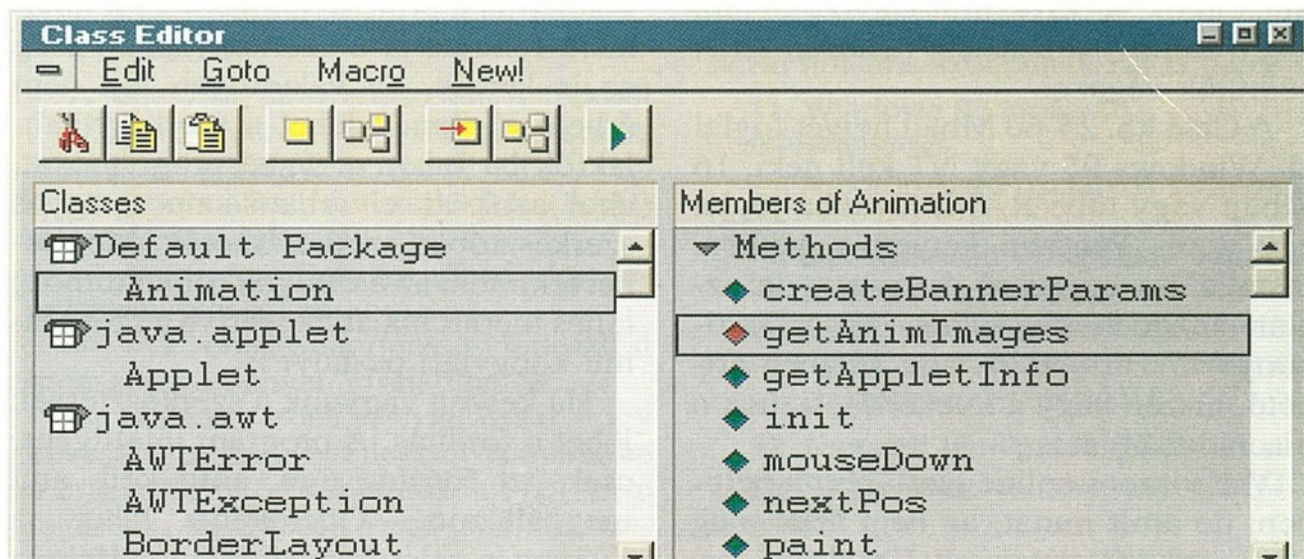 Class Editor
Edit Goto Macro New!
Classes
Default Package
Animation
java.applet
Applet
java.awt
AWTError
AWTException
BorderLayout
Members of Animation
Methods
createBannerParams
getAnimImages
getAppletInfo
init
mouseDown
nextPos
paint